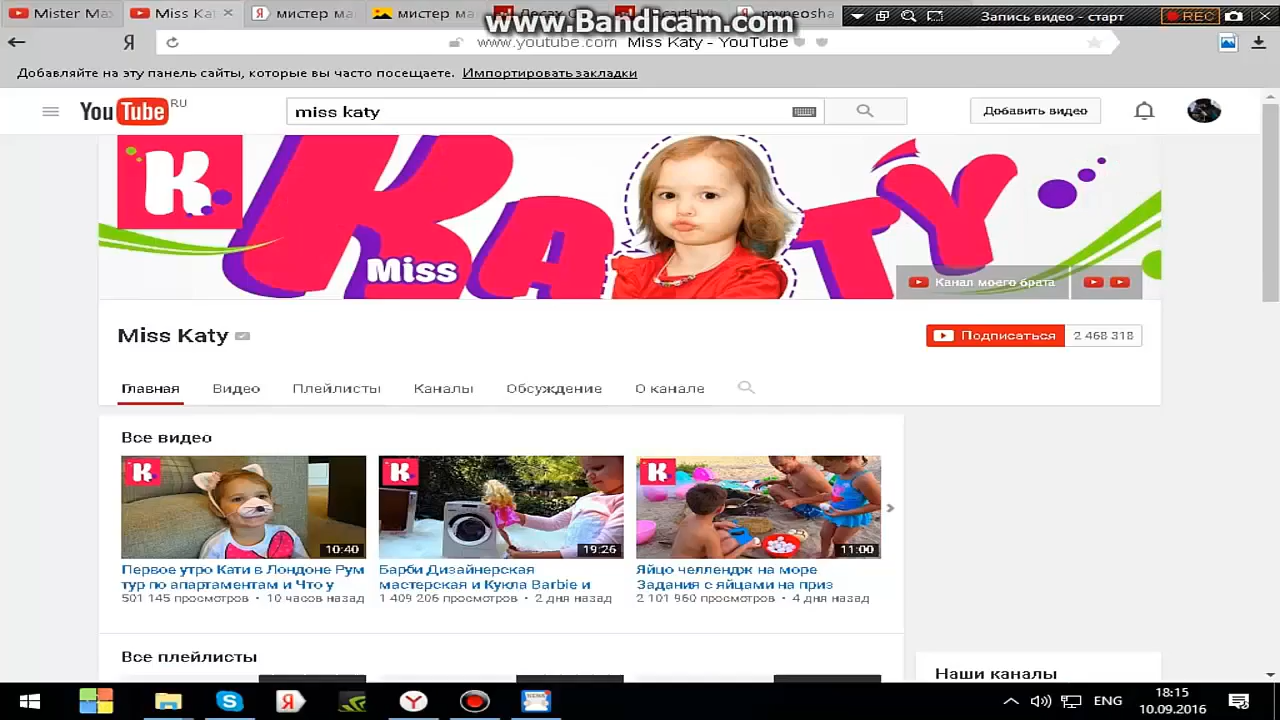 Mister Ma
Miss Kat
мистер ма
мистер ма
www.Bandicam.com
Запись видео - старт
REC
Я
www.youtube.com Miss Katy - YouTube
Добавляйте на эту панель сайты, которые вы часто посещаете. Импортировать закладки
YouTube RU
miss katy
Добавить видео
K
Miss KATY
Канал моего брата
Miss Katy
Подписаться 2 468 318
Главная Видео Плейлисты Каналы Обсуждение О канале
Все видео
K K K
10:40 19:26 11:00
Первое утро Кати в Лондоне Рум
тур по апартаментам и Что у
501 145 просмотров • 10 часов назад
Барби Дизайнерская
мастерская и Кукла Barbie и
1 409 206 просмотров • 2 дня назад
Яйцо челлендж на море
Задания с яйцами на приз
2 101 960 просмотров • 4 дня назад
Все плейлисты
Наши каналы
ENG
18:15
10.09.2016